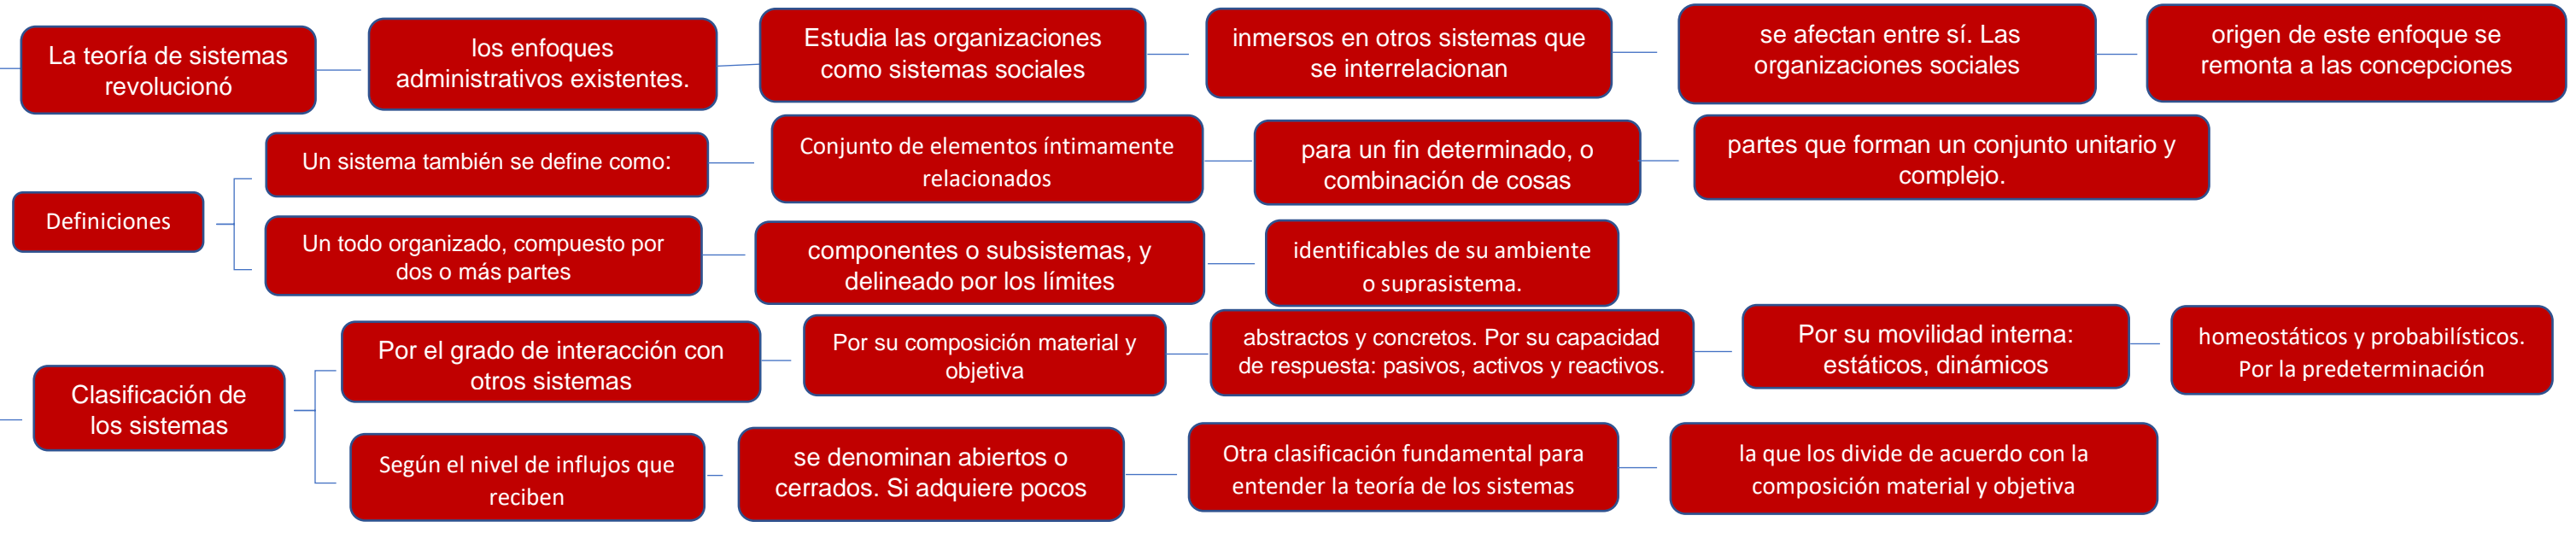 La teoría de sistemas
revolucionó
los enfoques
administrativos existentes.
Estudia las organizaciones
como sistemas sociales
inmersos en otros sistemas que
se interrelacionan
se afectan entre sí. Las
organizaciones sociales
origen de este enfoque se
remonta a las concepciones
Definiciones
Un sistema también se define como:
Conjunto de elementos íntimamente
relacionados
para un fin determinado, o
combinación de cosas
partes que forman un conjunto unitario y
complejo.
Un todo organizado, compuesto por
dos o más partes
componentes o subsistemas, y
delineado por los límites
identificables de su ambiente
o suprasistema.
Clasificación de
los sistemas
Por el grado de interacción con
otros sistemas
Por su composición material y
objetiva
abstractos y concretos. Por su capacidad
de respuesta: pasivos, activos y reactivos.
Por su movilidad interna:
estáticos, dinámicos
homeostáticos y probabilísticos.
Por la predeterminación
Según el nivel de influjos que
reciben
se denominan abiertos o
cerrados. Si adquiere pocos
Otra clasificación fundamental para
entender la teoría de los sistemas
la que los divide de acuerdo con la
composición material y objetiva